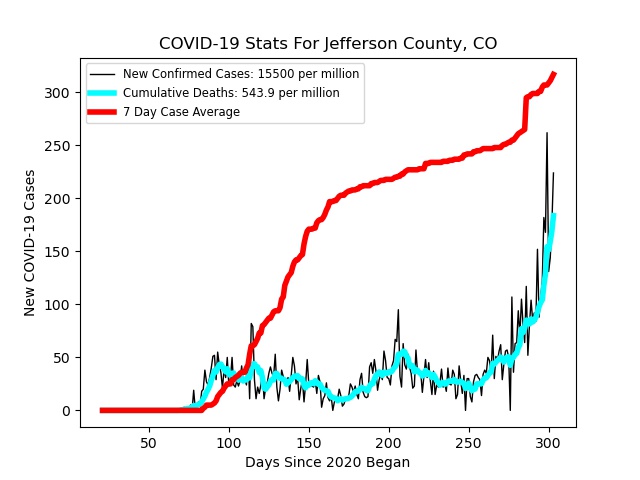 COVID-19 Stats For Jefferson County, CO
New Confirmed Cases: 15500 per million
Cumulative Deaths: 543.9 per million
7 Day Case Average
New COVID-19 Cases
300
250
200
150
100
50
0
50 100 150 200 250 300
Days Since 2020 Began